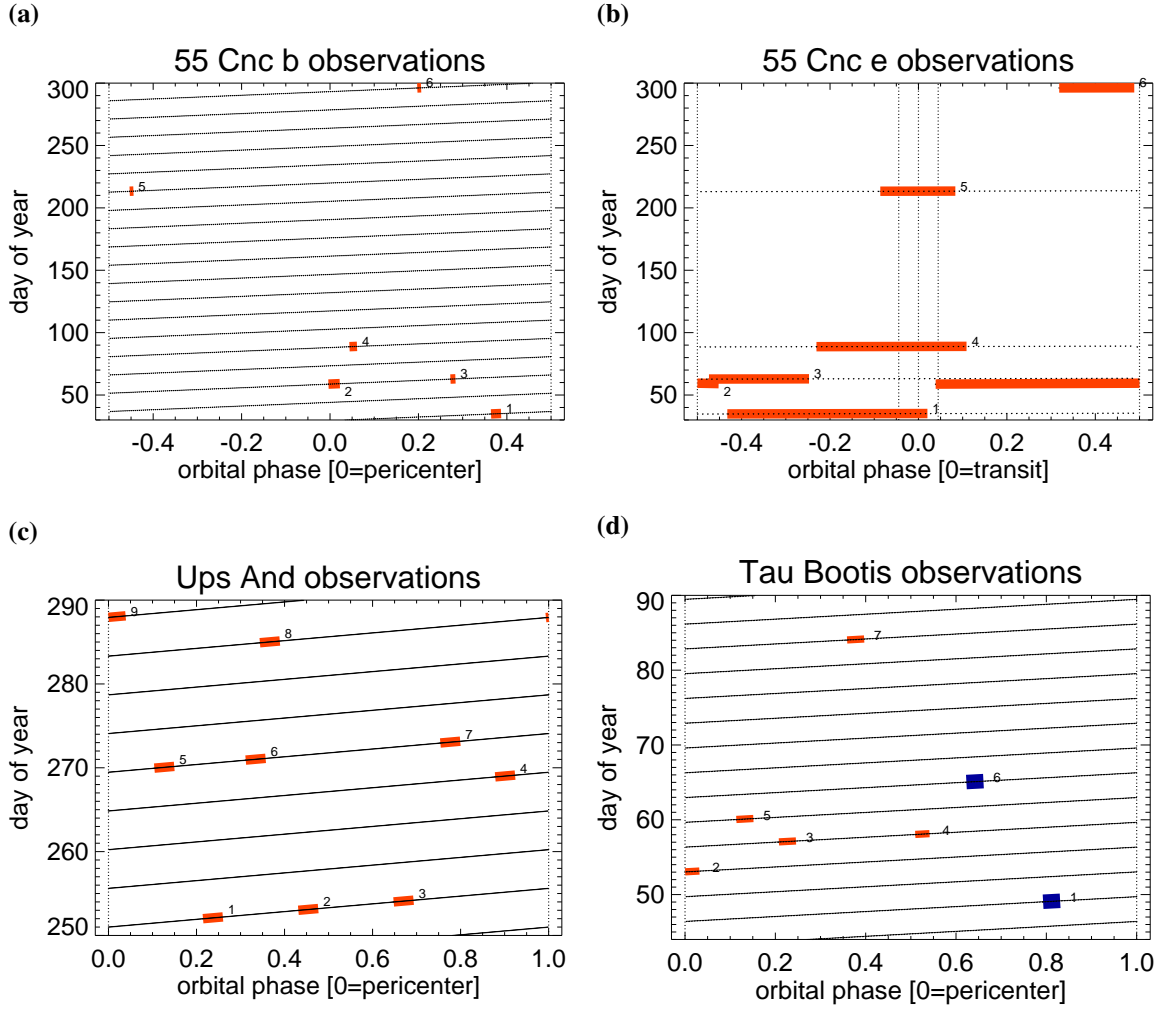 (a)
55 Cnc b observations
300
250
200
150
100
50
day of year
6
5
4
3
2
1
-0.4 -0.2 0.0 0.2 0.4
orbital phase [0=pericenter]
(b)
55 Cnc e observations
300
250
200
150
100
50
day of year
6
5
4
3
2
1
-0.4 -0.2 0.0 0.2 0.4
orbital phase [0=transit]
(c)
Ups And observations
290
280
270
260
250
day of year
9
8
7
5 6
4
1 2 3
0.0 0.2 0.4 0.6 0.8 1.0
orbital phase [0=pericenter]
(d)
Tau Bootis observations
90
80
70
60
50
day of year
7
6
5
3 4
2
1
0.0 0.2 0.4 0.6 0.8 1.0
orbital phase [0=pericenter]